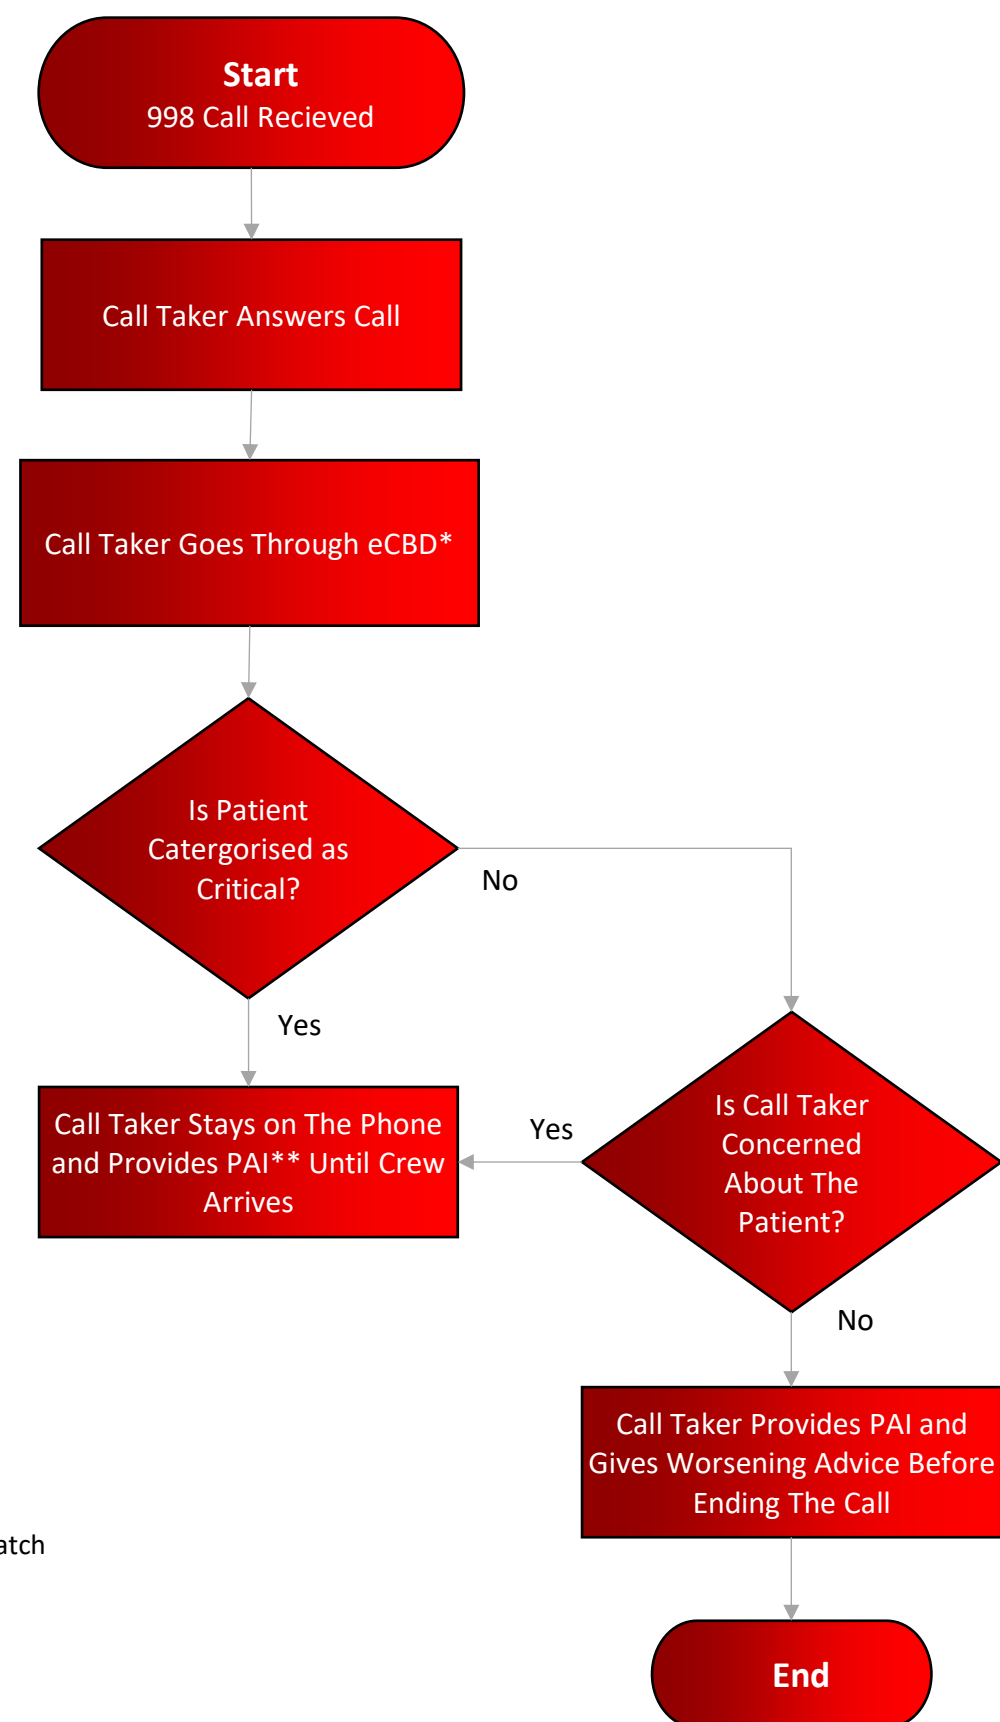 Start
998 Call Recieved
Call Taker Answers Call
Call Taker Goes Through eCBD*
Is Patient
Catergorised as
Critical?
No
Yes
Call Taker Stays on The Phone
and Provides PAI** Until Crew
Arrives
Yes
Is Call Taker
Concerned
About The
Patient?
No
Call Taker Provides PAI and
Gives Worsening Advice Before
Ending The Call
End